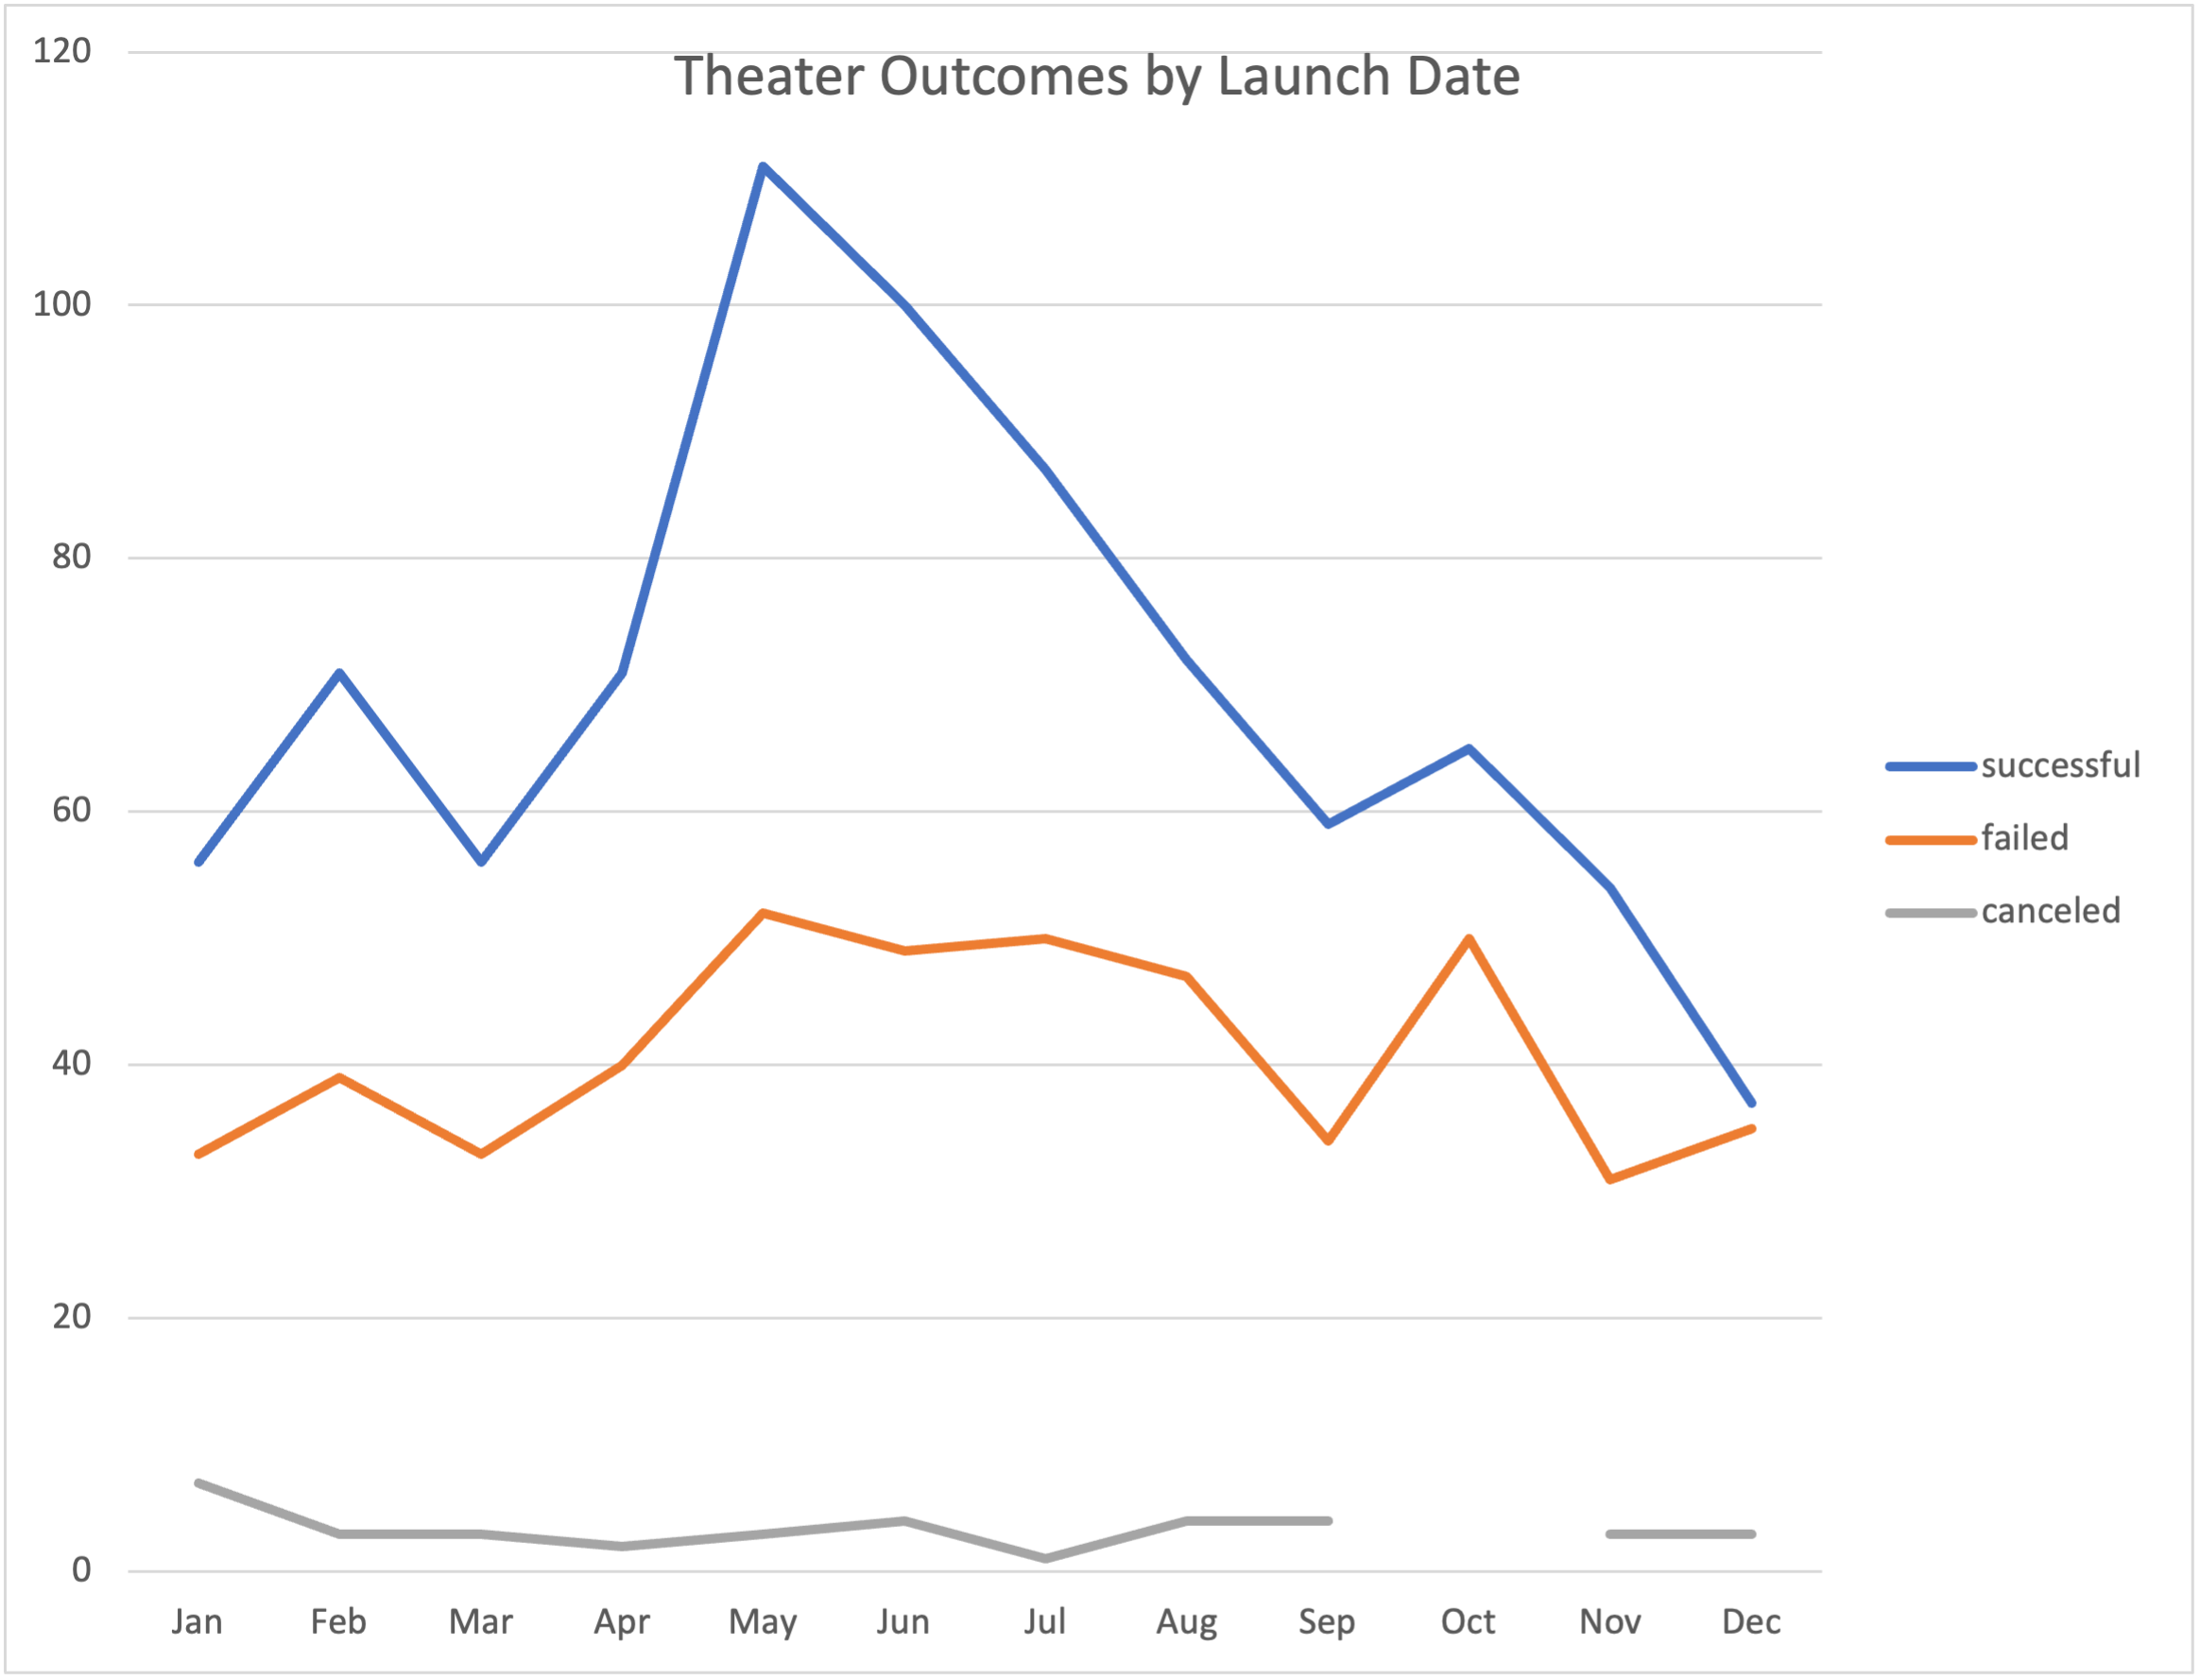 Theater Outcomes by Launch Date
120
100
80
60
40
20
0
Jan Feb Mar Apr May Jun Jul Aug Sep Oct Nov Dec
successful
failed
canceled